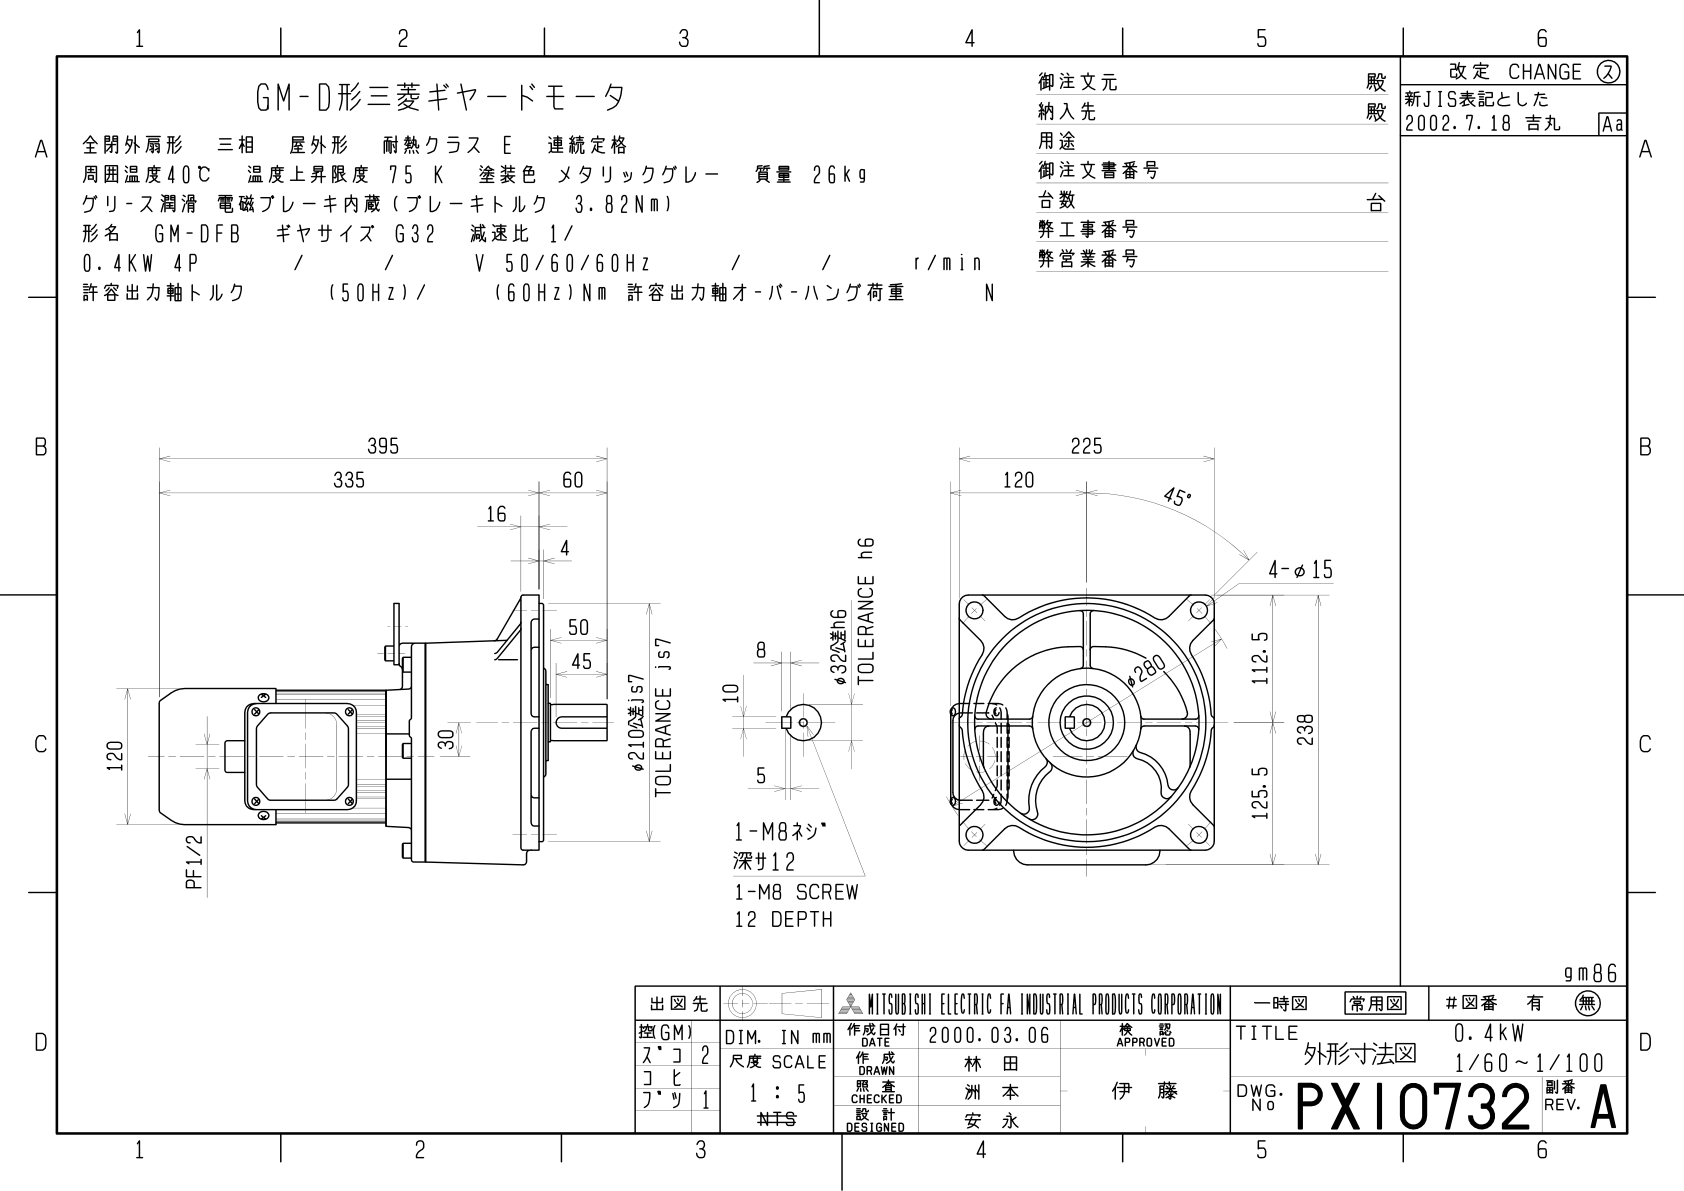 1 2 3 4 5 6
A
B
C
D
GM-D形三菱ギヤードモータ
全閉外扇形 三相 屋外形 耐熱クラス E 連続定格
周囲温度40℃ 温度上昇限度 75 K 塗装色 メタリックグレー 質量 26kg
グリ-ス潤滑 電磁ブレーキ内蔵(ブレーキトルク 3.82Nm)
形名 GM-DFB ギヤサイズ G32 減速比 1/
0.4KW 4P / / V 50/60/60Hz / / r/min
許容出力軸トルク (50Hz)/ (60Hz)Nm 許容出力軸オ-バ-ハング荷重 N
御注文元 殿
納入先 殿
用途
御注文書番号
台数 台
弊工事番号
弊営業番号
改定 CHANGE ス
新JIS表記とした
2002.7.18 吉丸 Aa
A
B
C
D
395
335 60
16
4
50
45
120
30
PF1/2
φ210公差js7
TOLERANCE js7
8
10
5
φ32公差h6
TOLERANCE h6
1-M8ネジ
深サ12
1-M8 SCREW
12 DEPTH
225
120
45°
4-φ15
φ280
112.5
125.5
238
gm86
出図先
控(GM)
ズコ 2
コヒ
ブツ 1
DIM. IN mm
尺度 SCALE
1 : 5
NTS
MITSUBISHI ELECTRIC FA INDUSTRIAL PRODUCTS CORPORATION
作成日付 DATE 2000.03.06
作成 DRAWN 林 田
照査 CHECKED 洲 本
設計 DESIGNED 安 永
検 認
APPROVED
伊 藤
一時図 常用図 #図番 有 無
TITLE 外形寸法図
0.4kW
1/60~1/100
DWG. No PX10732
副番 REV. A
1 2 3 4 5 6